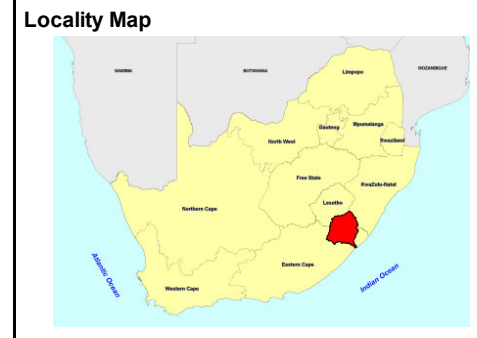 Locality Map
NAMIBIA
BOTSWANA
MOZAMBIQUE
Limpopo
Gauteng
Mpumalanga
Swaziland
North West
Free State
KwaZulu-Natal
Lesotho
Northern Cape
Eastern Cape
Western Cape
Atlantic Ocean
Indian Ocean